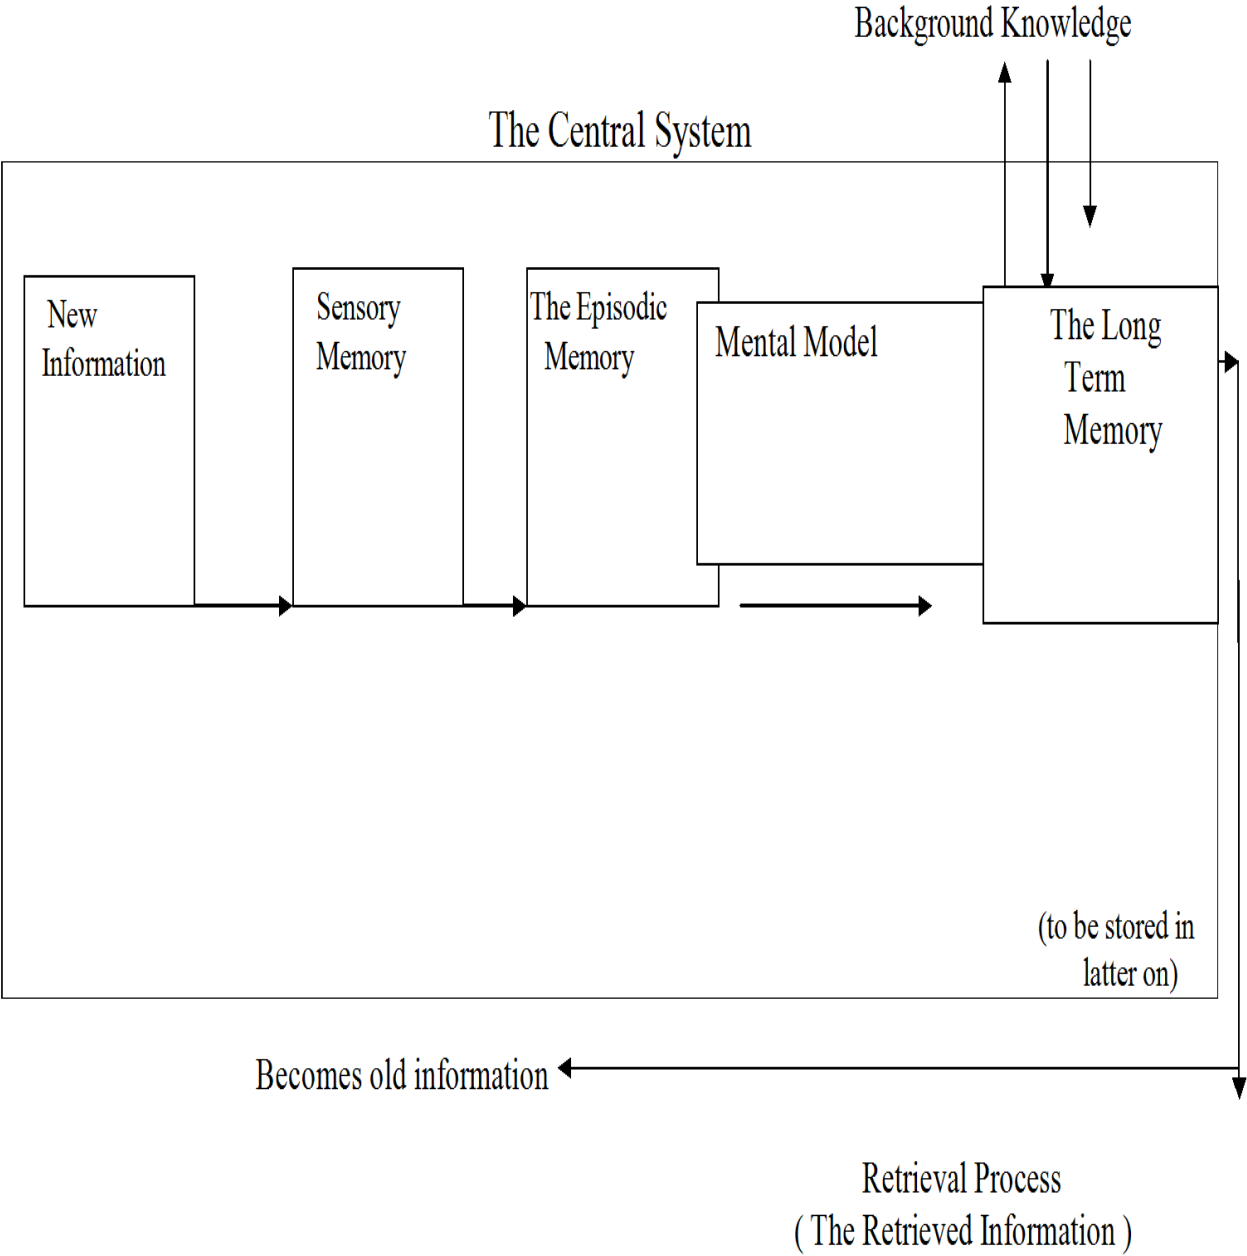 Background Knowledge
The Central System
New
Information
Sensory
Memory
The Episodic
Memory
Mental Model
The Long
Term
Memory
(to be stored in
latter on)
Becomes old information
Retrieval Process
( The Retrieved Information )